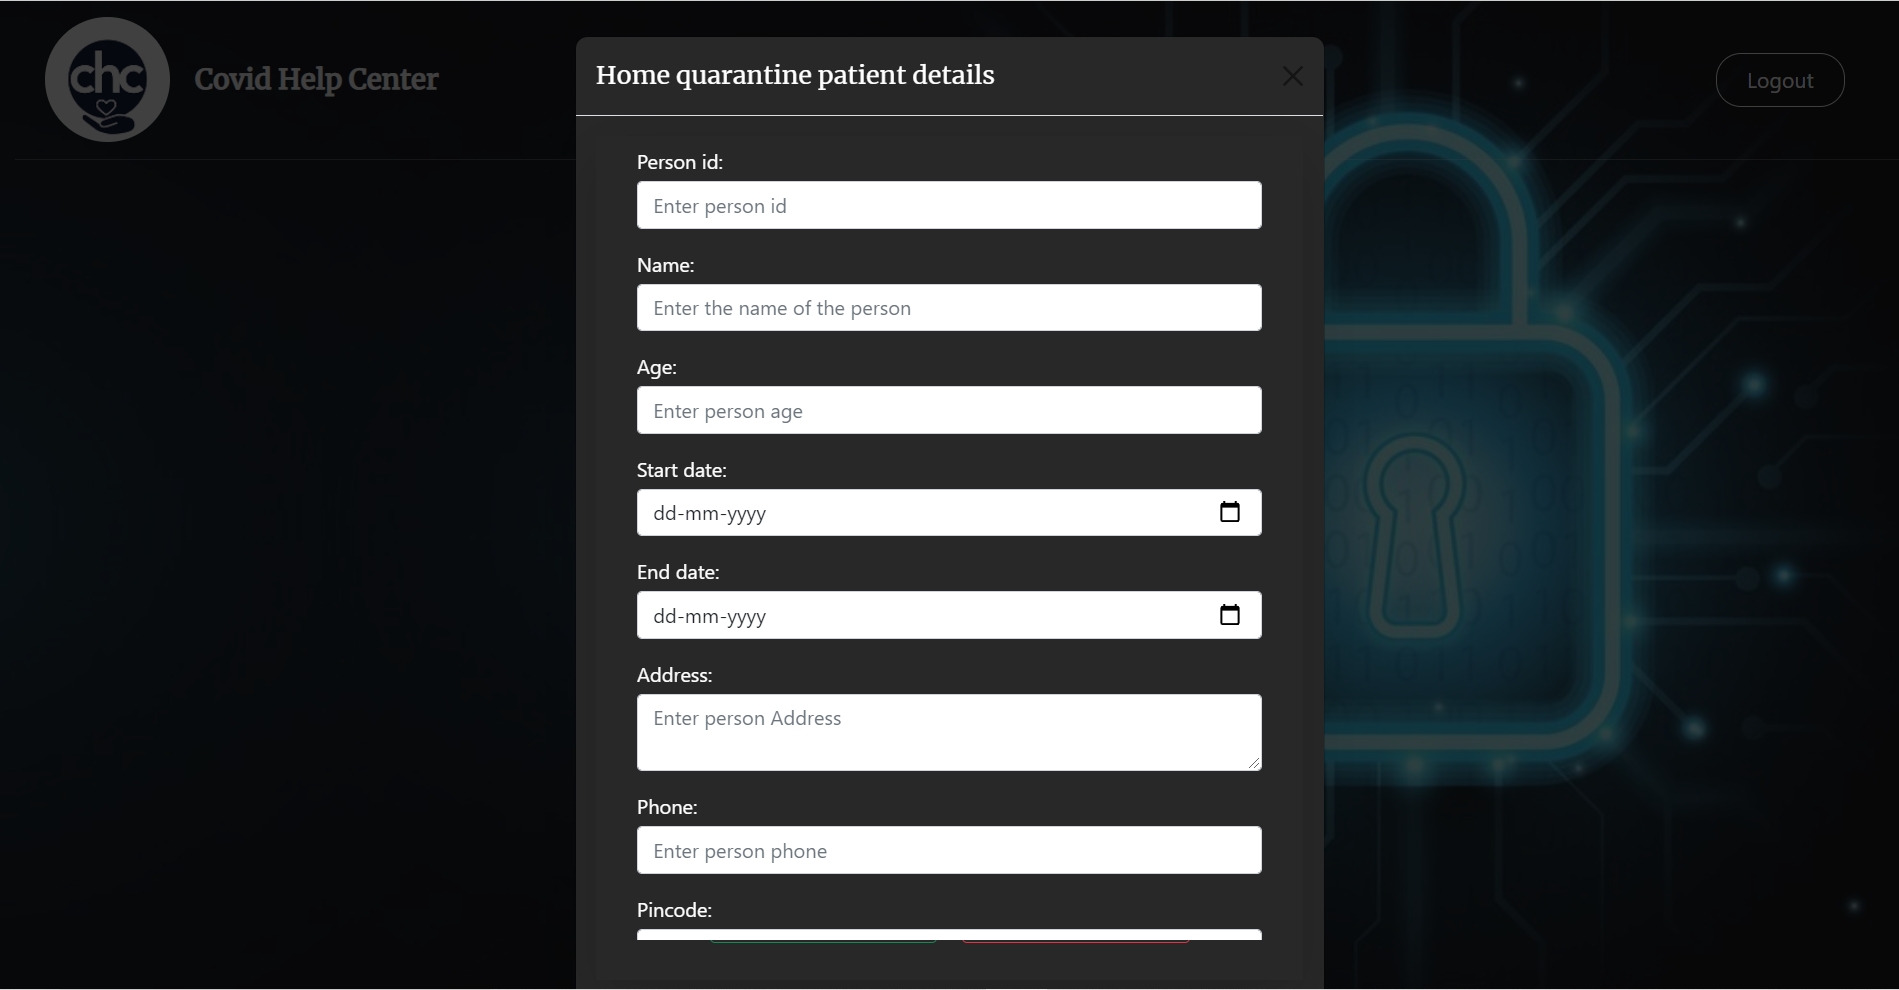 chc
Covid Help Center
Logout
Home quarantine patient details
Person id:
Enter person id
Name:
Enter the name of the person
Age:
Enter person age
Start date:
dd-mm-yyyy
End date:
dd-mm-yyyy
Address:
Enter person Address
Phone:
Enter person phone
Pincode: